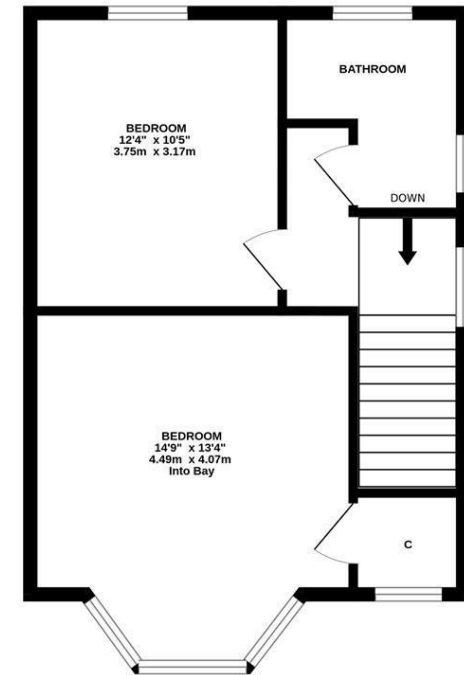 BATHROOM
BEDROOM
12'4" x 10'5"
3.75m x 3.17m
DOWN
BEDROOM
14'9" x 13'4"
4.49m x 4.07m
Into Bay
C